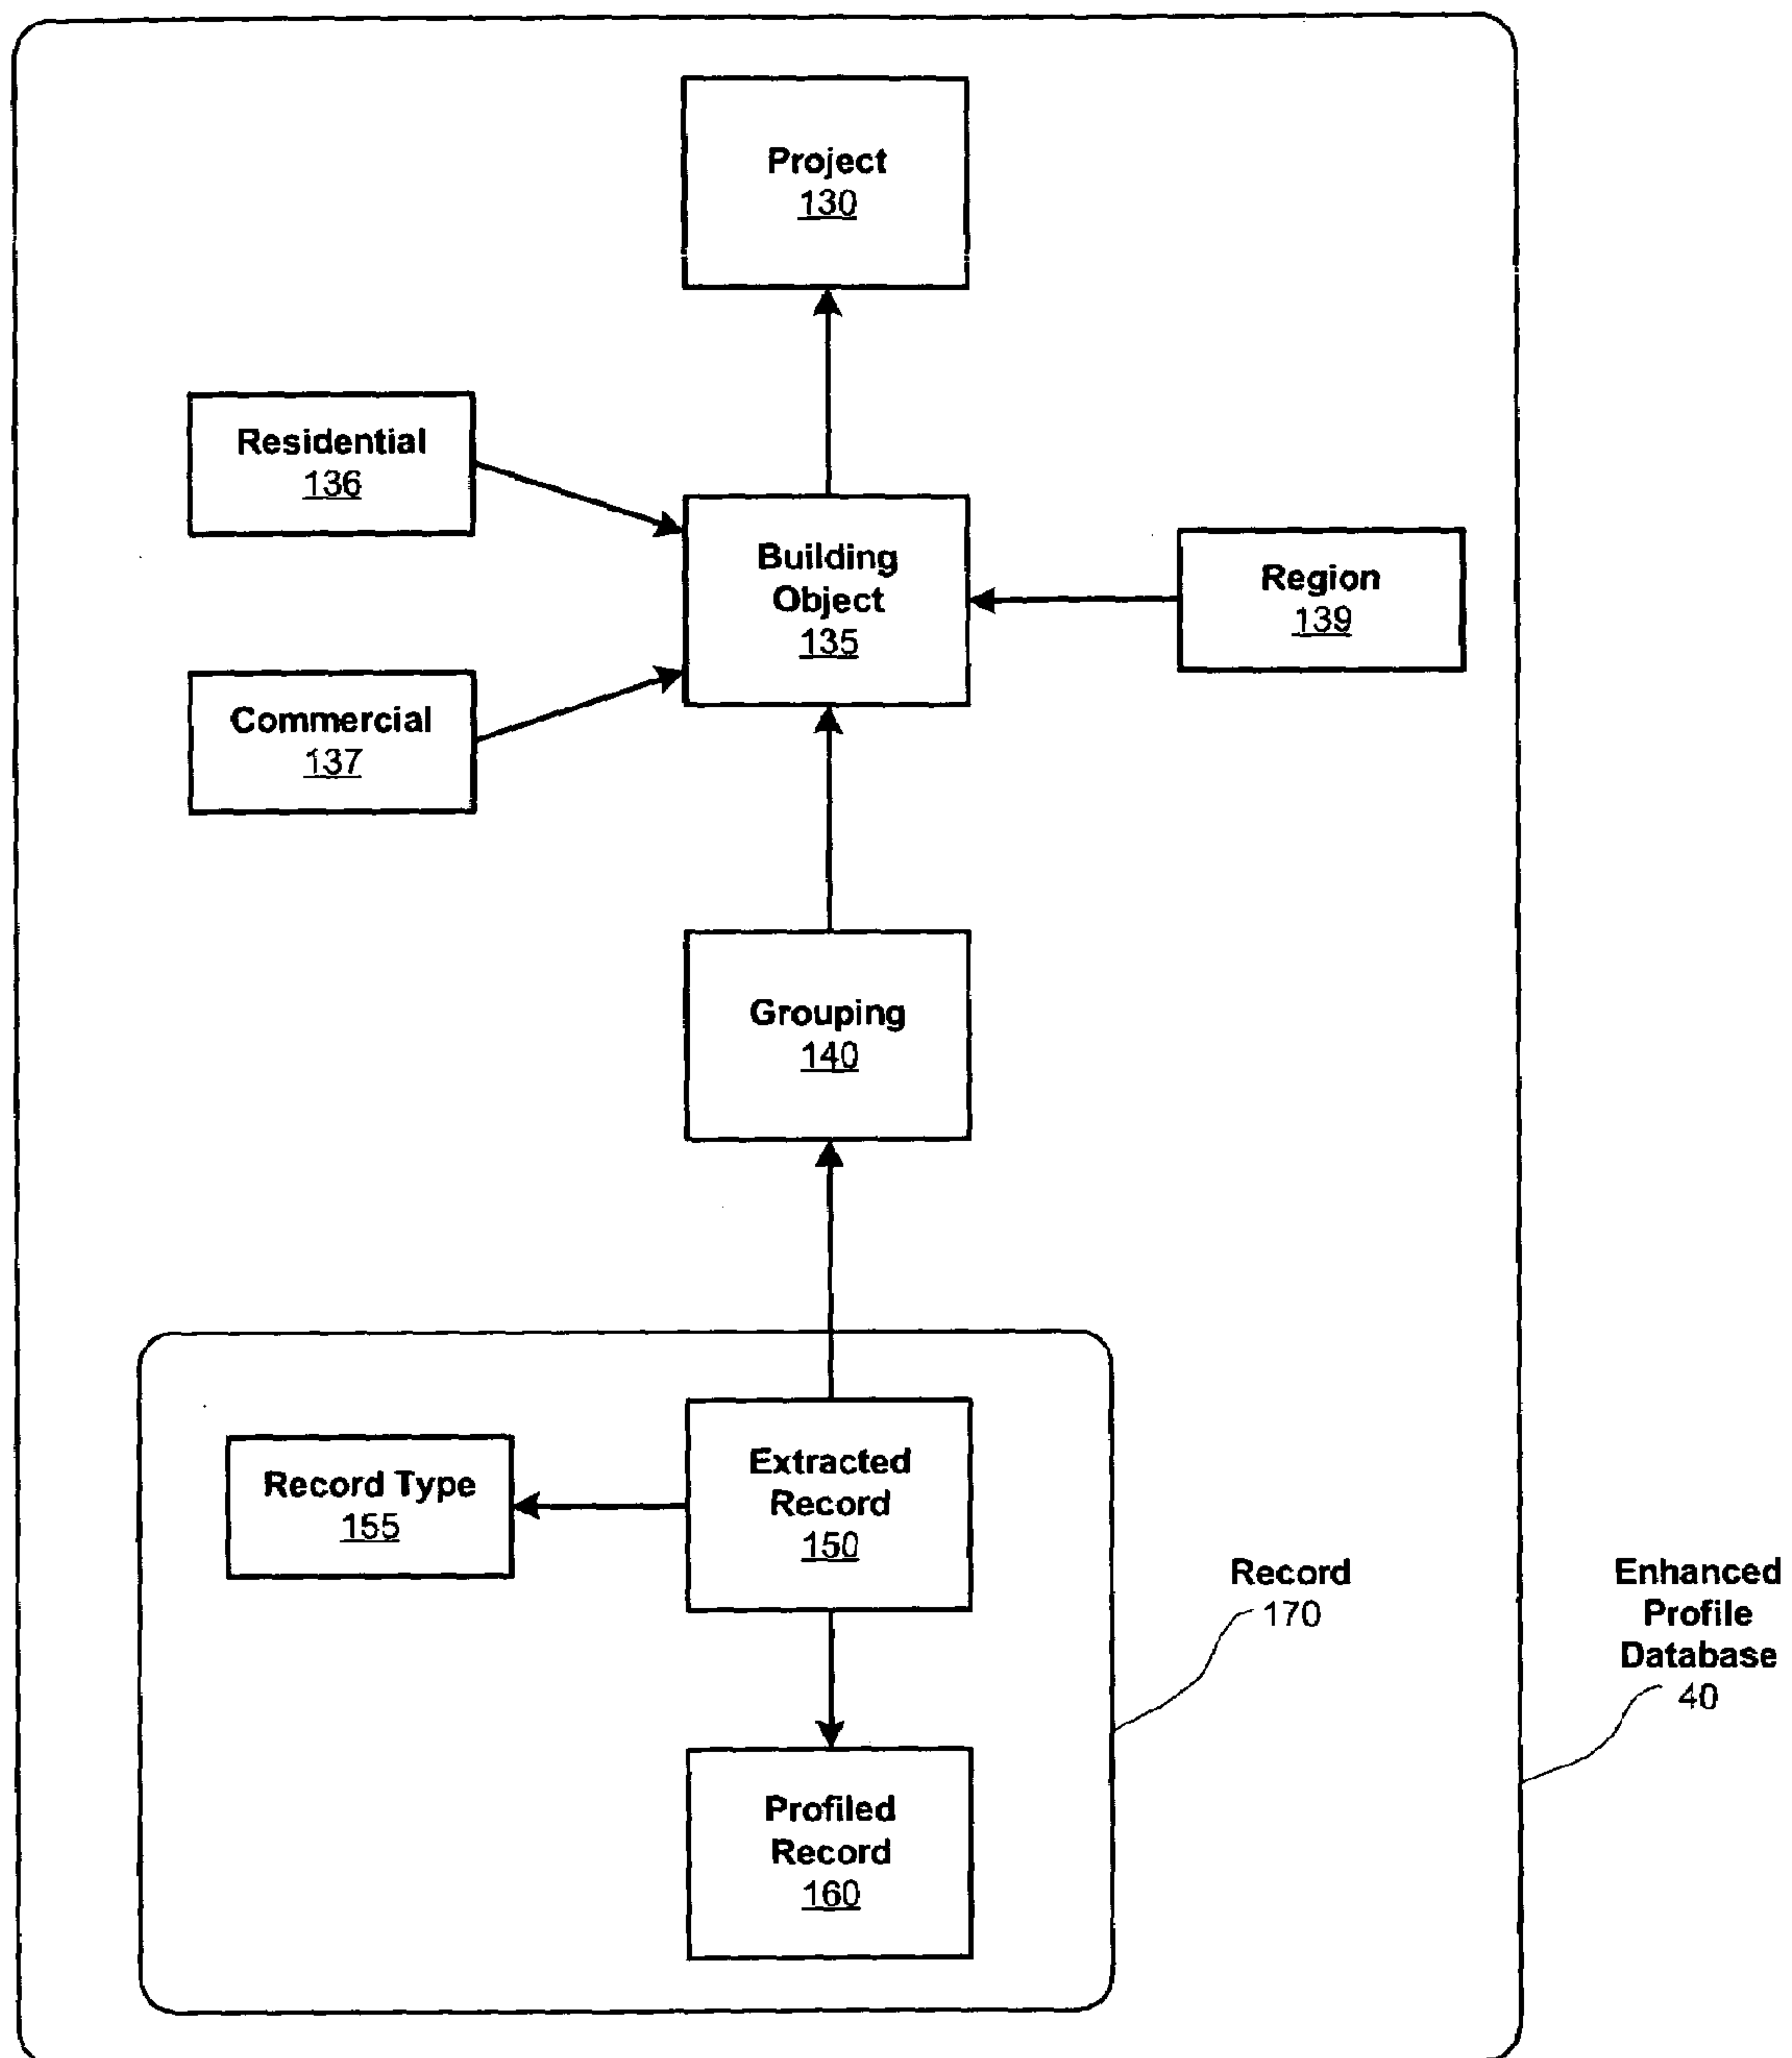 Project
130
Residential
136
Building
Object
135
Region
139
Commercial
137
Grouping
140
Record Type
155
Extracted
Record
150
Record
170
Enhanced
Profile
Database
40
Profiled
Record
160